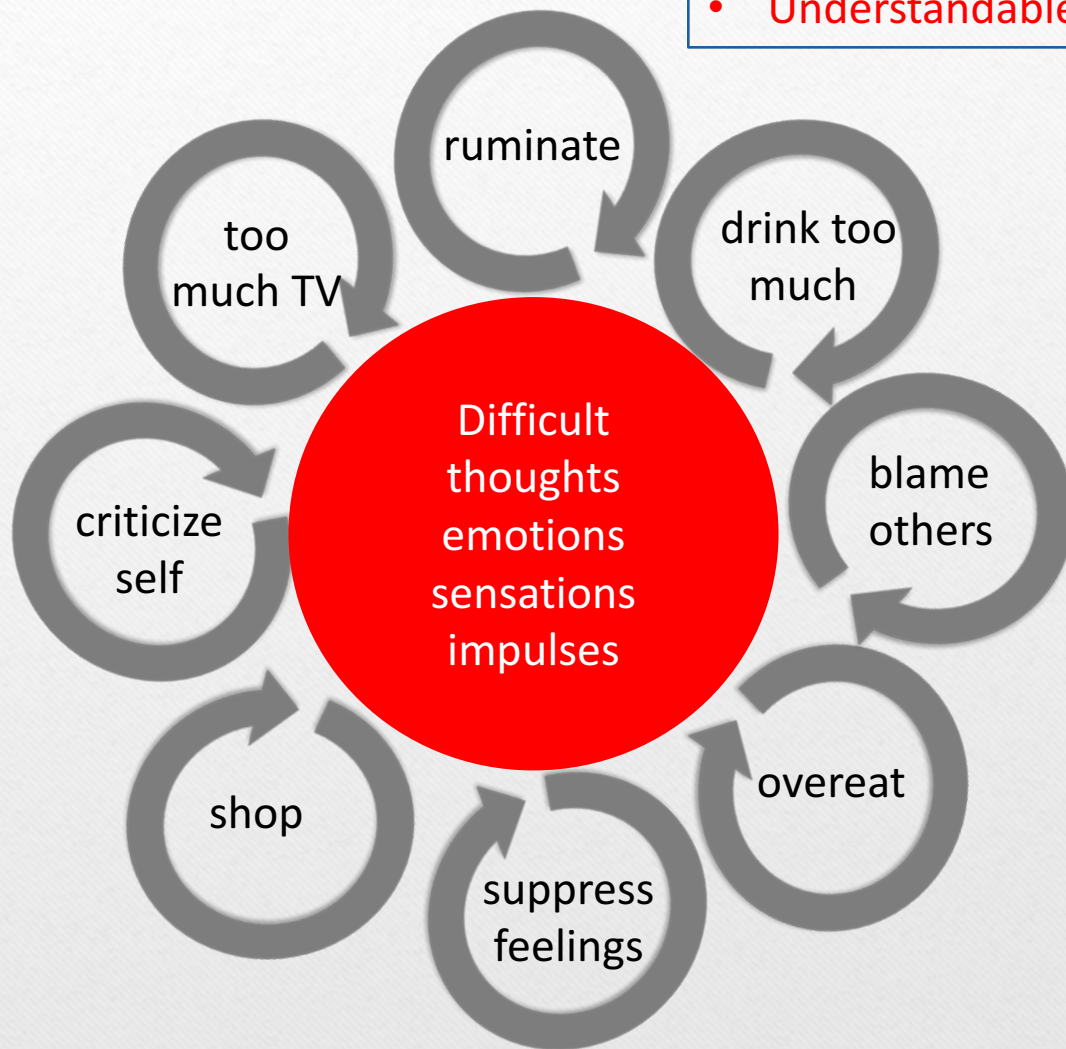 • Understandable
ruminate
drink too
much
blame
others
overeat
suppress
feelings
shop
criticize
self
too
much TV
Difficult
thoughts
emotions
sensations
impulses